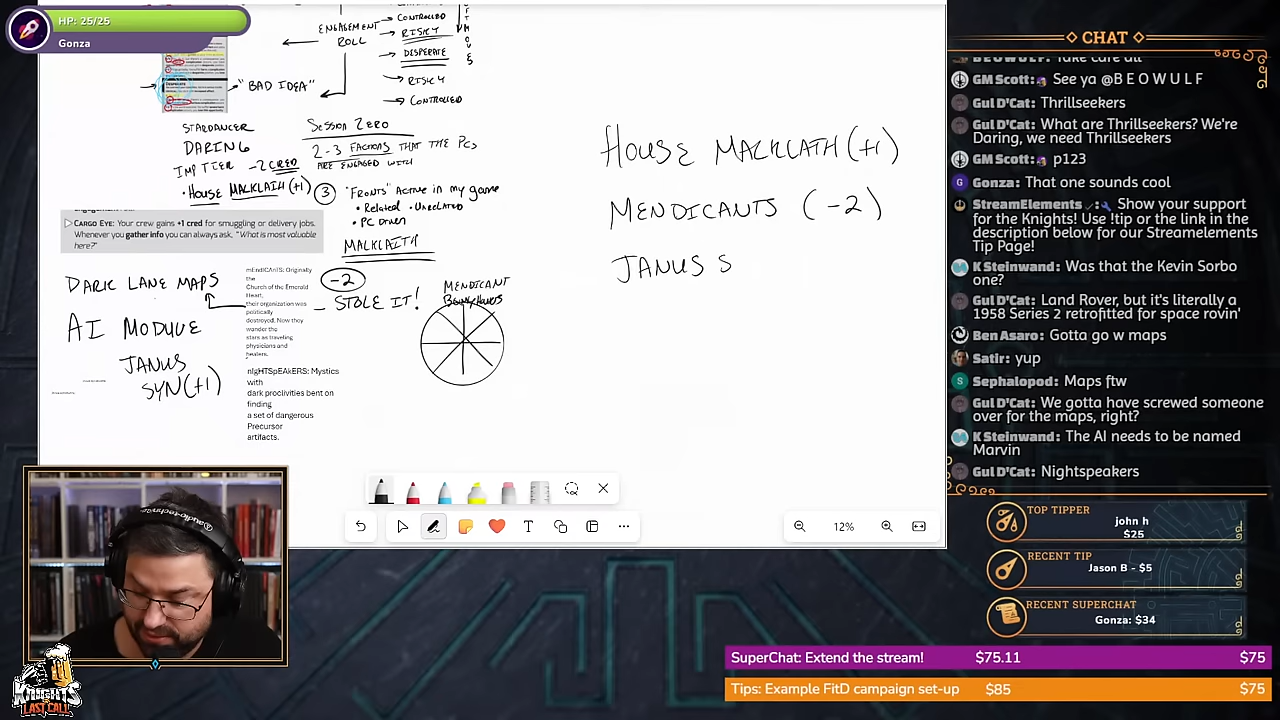 HP: 25/25
Gonza
ENGAGEMENT
ROLL
CONTROLLED
RISKY
DESPERATE
RISKY
CONTROLLED
"BAD IDEA"
STARDANCER
DARING
IMP TIER -2 CRED
• HOUSE MALKLAITH (+1)
SESSION ZERO
2-3 FACTIONS THAT THE PCs
ARE ENGAGED WITH
3 "FRONTS" ACTIVE in my game
• Related • UNRELATED
• PC DRIVEN
CARGO EYE: Your crew gains +1 cred for smuggling or delivery jobs.
Whenever you gather info you can always ask, "What is most valuable
here?"
MALKLAITH
DARK LANE MAPS
AI MODULE
JANUS
SYN (+1)
mEndICAntS: Originally
the
Church of the Emerald
Heart,
their organization was
politically
destroyed. Now they
wander the
stars as traveling
physicians and
healers.
nIgHTSpEAkERS: Mystics
with
dark proclivities bent on
finding
a set of dangerous
Precursor
artifacts.
-2
- STOLE IT!
MENDICANT
HOUSE MALKLATH (+1)
MENDICANTS (-2)
JANUS S
12%
CHAT
GM Scott: See ya @B E O W U L F
Gul D'Cat: Thrillseekers
Gul D'Cat: What are Thrillseekers? We're
Daring, we need Thrillseekers
GM Scott: p123
Gonza: That one sounds cool
StreamElements: Show your support
for the Knights! Use !tip or the link in the
description below for our Streamelements
Tip Page!
K Steinwand: Was that the Kevin Sorbo
one?
Gul D'Cat: Land Rover, but it's literally a
1958 Series 2 retrofitted for space rovin'
Ben Asaro: Gotta go w maps
Satir: yup
Sephalopod: Maps ftw
Gul D'Cat: We gotta have screwed someone
over for the maps, right?
K Steinwand: The AI needs to be named
Marvin
Gul D'Cat: Nightspeakers
TOP TIPPER
john h
$25
RECENT TIP
Jason B - $5
RECENT SUPERCHAT
Gonza: $34
SuperChat: Extend the stream! $75.11 $75
Tips: Example FitD campaign set-up $85 $75
audio-technica
KNIGHTS
OF
LAST CALL